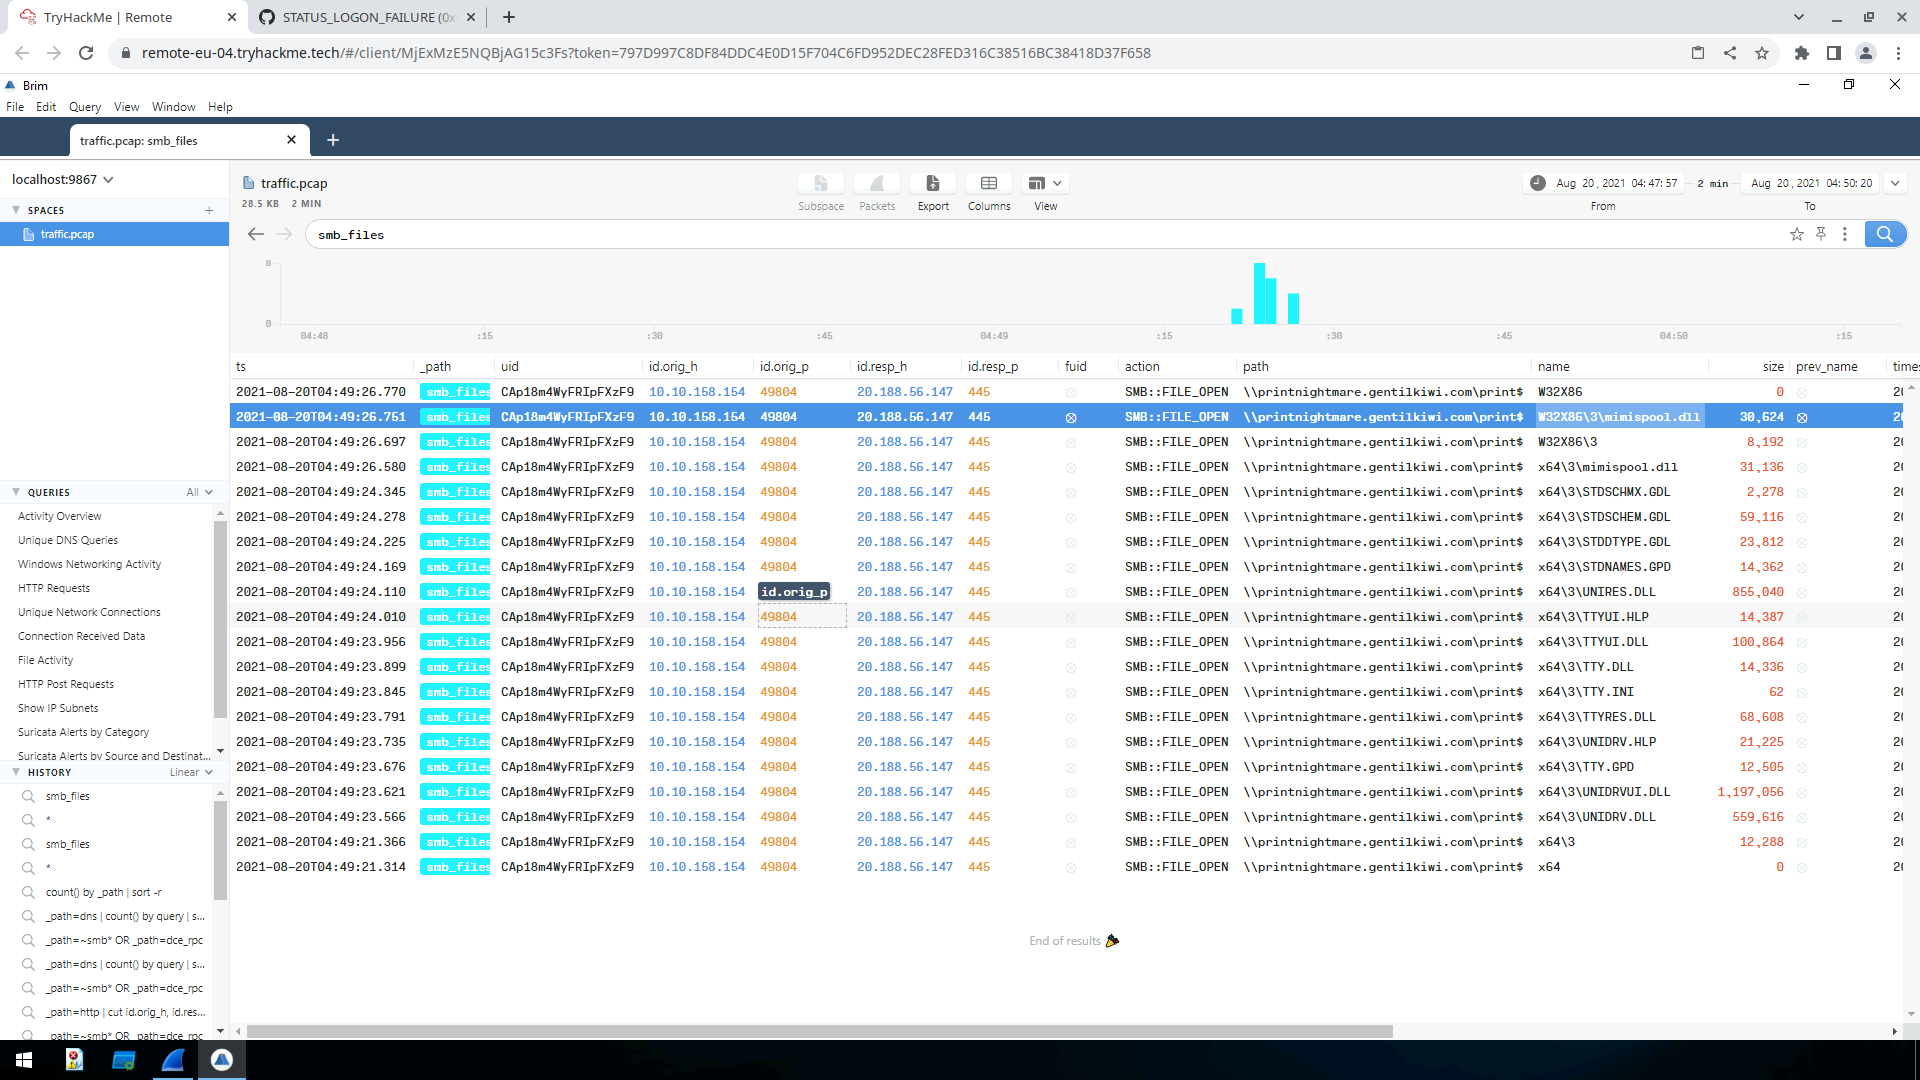 TryHackMe | Remote
STATUS_LOGON_FAILURE (0x
remote-eu-04.tryhackme.tech/#/client/MjExMzE5NQBjAG15c3Fs?token=797D997C8DF84DDC4E0D15F704C6FD952DEC28FED316C38516BC38418D37F658
Brim
File Edit Query View Window Help
traffic.pcap: smb_files
localhost:9867
SPACES
traffic.pcap
traffic.pcap
28.5 KB 2 MIN
Subspace Packets Export Columns View
Aug 20 , 2021 04:47:57 2 min Aug 20 , 2021 04:50:20
From To
smb_files
8
0
04:48 :15 :30 :45 04:49 :15 :30 :45 04:50 :15
ts _path uid id.orig_h id.orig_p id.resp_h id.resp_p fuid action path name size prev_name times
2021-08-20T04:49:26.770 smb_files CAp18m4WyFRIpFXzF9 10.10.158.154 49804 20.188.56.147 445 SMB::FILE_OPEN \\printnightmare.gentilkiwi.com\print$ W32X86 0 20
2021-08-20T04:49:26.751 smb_files CAp18m4WyFRIpFXzF9 10.10.158.154 49804 20.188.56.147 445 SMB::FILE_OPEN \\printnightmare.gentilkiwi.com\print$ W32X86\3\mimispool.dll 30,624 20
2021-08-20T04:49:26.697 smb_files CAp18m4WyFRIpFXzF9 10.10.158.154 49804 20.188.56.147 445 SMB::FILE_OPEN \\printnightmare.gentilkiwi.com\print$ W32X86\3 8,192 20
2021-08-20T04:49:26.580 smb_files CAp18m4WyFRIpFXzF9 10.10.158.154 49804 20.188.56.147 445 SMB::FILE_OPEN \\printnightmare.gentilkiwi.com\print$ x64\3\mimispool.dll 31,136 20
2021-08-20T04:49:24.345 smb_files CAp18m4WyFRIpFXzF9 10.10.158.154 49804 20.188.56.147 445 SMB::FILE_OPEN \\printnightmare.gentilkiwi.com\print$ x64\3\STDSCHMX.GDL 2,278 20
2021-08-20T04:49:24.278 smb_files CAp18m4WyFRIpFXzF9 10.10.158.154 49804 20.188.56.147 445 SMB::FILE_OPEN \\printnightmare.gentilkiwi.com\print$ x64\3\STDSCHEM.GDL 59,116 20
2021-08-20T04:49:24.225 smb_files CAp18m4WyFRIpFXzF9 10.10.158.154 49804 20.188.56.147 445 SMB::FILE_OPEN \\printnightmare.gentilkiwi.com\print$ x64\3\STDDTYPE.GDL 23,812 20
2021-08-20T04:49:24.169 smb_files CAp18m4WyFRIpFXzF9 10.10.158.154 49804 20.188.56.147 445 SMB::FILE_OPEN \\printnightmare.gentilkiwi.com\print$ x64\3\STDNAMES.GPD 14,362 20
2021-08-20T04:49:24.110 smb_files CAp18m4WyFRIpFXzF9 10.10.158.154 id.orig_p 20.188.56.147 445 SMB::FILE_OPEN \\printnightmare.gentilkiwi.com\print$ x64\3\UNIRES.DLL 855,040 20
2021-08-20T04:49:24.010 smb_files CAp18m4WyFRIpFXzF9 10.10.158.154 49804 20.188.56.147 445 SMB::FILE_OPEN \\printnightmare.gentilkiwi.com\print$ x64\3\TTYUI.HLP 14,387 20
2021-08-20T04:49:23.956 smb_files CAp18m4WyFRIpFXzF9 10.10.158.154 49804 20.188.56.147 445 SMB::FILE_OPEN \\printnightmare.gentilkiwi.com\print$ x64\3\TTYUI.DLL 100,864 20
2021-08-20T04:49:23.899 smb_files CAp18m4WyFRIpFXzF9 10.10.158.154 49804 20.188.56.147 445 SMB::FILE_OPEN \\printnightmare.gentilkiwi.com\print$ x64\3\TTY.DLL 14,336 20
2021-08-20T04:49:23.845 smb_files CAp18m4WyFRIpFXzF9 10.10.158.154 49804 20.188.56.147 445 SMB::FILE_OPEN \\printnightmare.gentilkiwi.com\print$ x64\3\TTY.INI 62 20
2021-08-20T04:49:23.791 smb_files CAp18m4WyFRIpFXzF9 10.10.158.154 49804 20.188.56.147 445 SMB::FILE_OPEN \\printnightmare.gentilkiwi.com\print$ x64\3\TTYRES.DLL 68,608 20
2021-08-20T04:49:23.735 smb_files CAp18m4WyFRIpFXzF9 10.10.158.154 49804 20.188.56.147 445 SMB::FILE_OPEN \\printnightmare.gentilkiwi.com\print$ x64\3\UNIDRV.HLP 21,225 20
2021-08-20T04:49:23.676 smb_files CAp18m4WyFRIpFXzF9 10.10.158.154 49804 20.188.56.147 445 SMB::FILE_OPEN \\printnightmare.gentilkiwi.com\print$ x64\3\TTY.GPD 12,505 20
2021-08-20T04:49:23.621 smb_files CAp18m4WyFRIpFXzF9 10.10.158.154 49804 20.188.56.147 445 SMB::FILE_OPEN \\printnightmare.gentilkiwi.com\print$ x64\3\UNIDRVUI.DLL 1,197,056 20
2021-08-20T04:49:23.566 smb_files CAp18m4WyFRIpFXzF9 10.10.158.154 49804 20.188.56.147 445 SMB::FILE_OPEN \\printnightmare.gentilkiwi.com\print$ x64\3\UNIDRV.DLL 559,616 20
2021-08-20T04:49:21.366 smb_files CAp18m4WyFRIpFXzF9 10.10.158.154 49804 20.188.56.147 445 SMB::FILE_OPEN \\printnightmare.gentilkiwi.com\print$ x64\3 12,288 20
2021-08-20T04:49:21.314 smb_files CAp18m4WyFRIpFXzF9 10.10.158.154 49804 20.188.56.147 445 SMB::FILE_OPEN \\printnightmare.gentilkiwi.com\print$ x64 0 20
End of results
QUERIES All
Activity Overview
Unique DNS Queries
Windows Networking Activity
HTTP Requests
Unique Network Connections
Connection Received Data
File Activity
HTTP Post Requests
Show IP Subnets
Suricata Alerts by Category
Suricata Alerts by Source and Destinat...
HISTORY Linear
smb_files
*
smb_files
*
count() by _path | sort -r
_path=dns | count() by query | s...
_path=~smb* OR _path=dce_rpc
_path=dns | count() by query | s...
_path=~smb* OR _path=dce_rpc
_path=http | cut id.orig_h, id.res...
_path=~smb* OR _path=dce_rpc